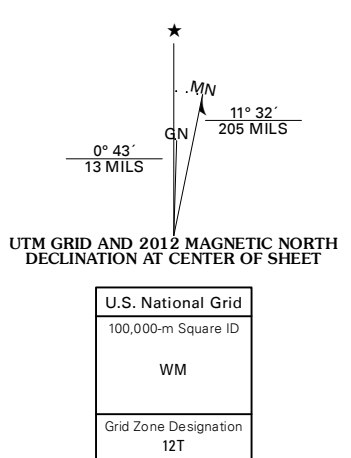 ★
MN
GN
11° 32´
205 MILS
0° 43´
13 MILS
UTM GRID AND 2012 MAGNETIC NORTH
DECLINATION AT CENTER OF SHEET
U.S. National Grid
100,000-m Square ID
WM
Grid Zone Designation
12T